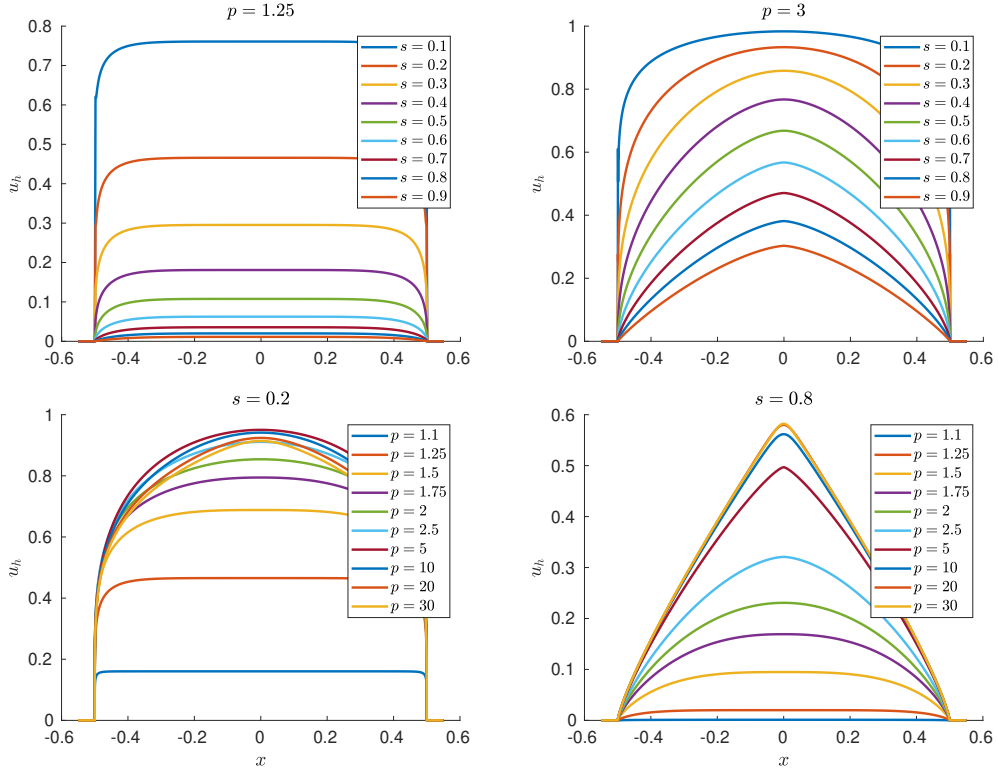 p = 1.25
0.8
0.7
0.6
0.5
0.4
0.3
0.2
0.1
0
u_h
-0.6 -0.4 -0.2 0 0.2 0.4 0.6
s = 0.1
s = 0.2
s = 0.3
s = 0.4
s = 0.5
s = 0.6
s = 0.7
s = 0.8
s = 0.9
p = 3
1
0.8
0.6
0.4
0.2
0
u_h
-0.6 -0.4 -0.2 0 0.2 0.4 0.6
s = 0.1
s = 0.2
s = 0.3
s = 0.4
s = 0.5
s = 0.6
s = 0.7
s = 0.8
s = 0.9
s = 0.2
1
0.8
0.6
0.4
0.2
0
u_h
-0.6 -0.4 -0.2 0 0.2 0.4 0.6
x
p = 1.1
p = 1.25
p = 1.5
p = 1.75
p = 2
p = 2.5
p = 5
p = 10
p = 20
p = 30
s = 0.8
0.6
0.5
0.4
0.3
0.2
0.1
0
u_h
-0.6 -0.4 -0.2 0 0.2 0.4 0.6
x
p = 1.1
p = 1.25
p = 1.5
p = 1.75
p = 2
p = 2.5
p = 5
p = 10
p = 20
p = 30